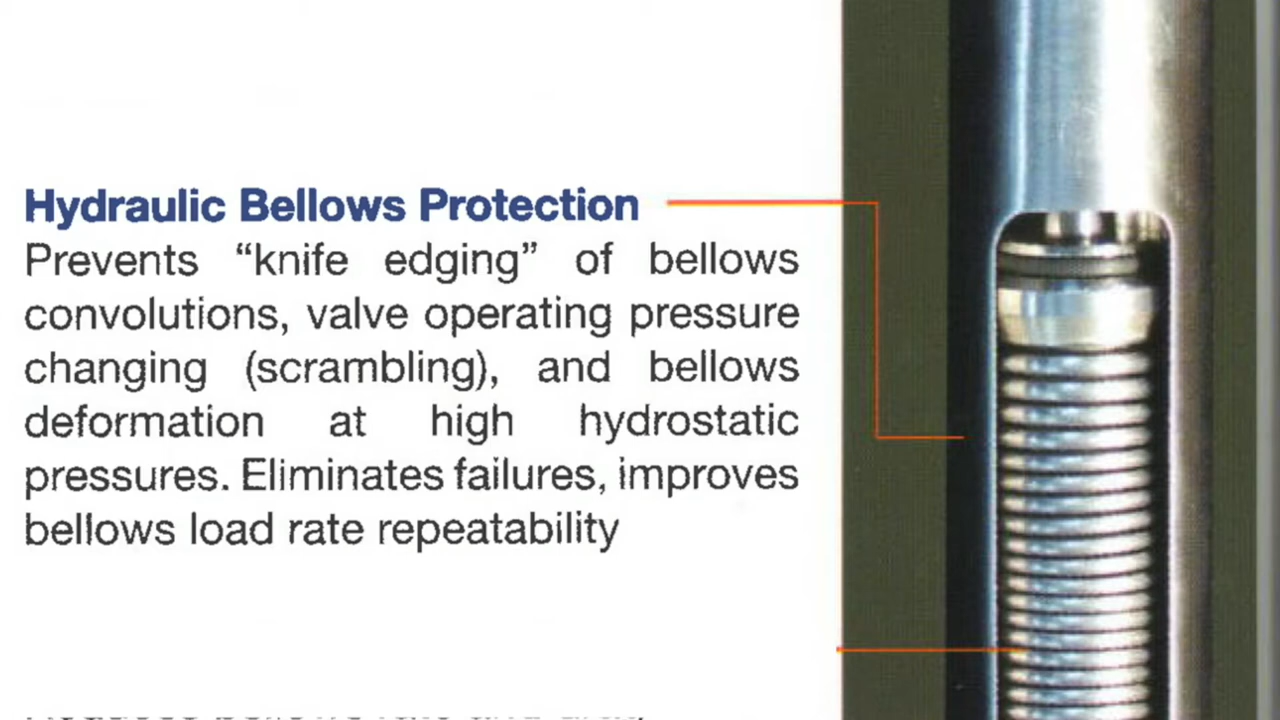 Hydraulic Bellows Protection
Prevents “knife edging” of bellows
convolutions, valve operating pressure
changing (scrambling), and bellows
deformation at high hydrostatic
pressures. Eliminates failures, improves
bellows load rate repeatability